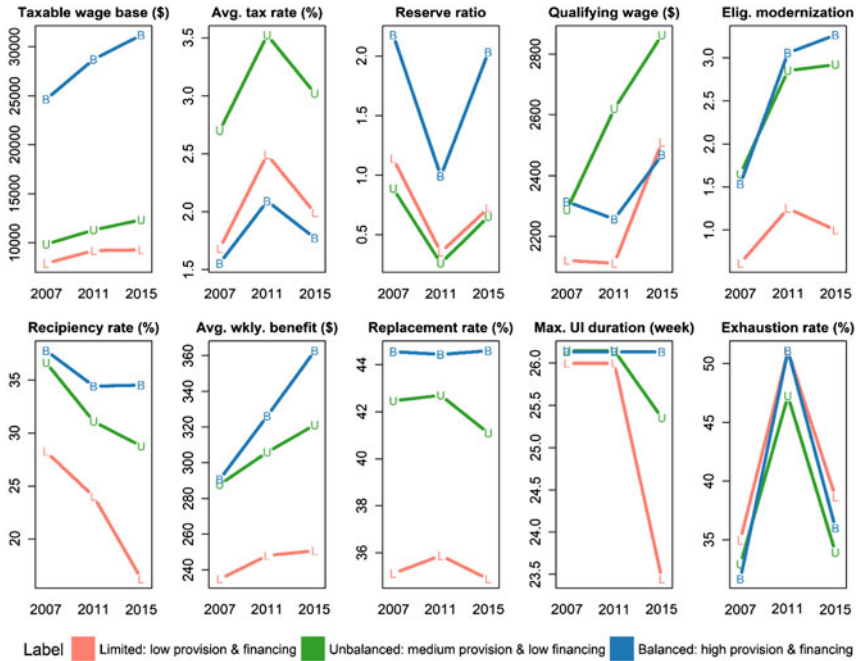 Taxable wage base ($)
Avg. tax rate (%)
Reserve ratio
Qualifying wage ($)
Elig. modernization
30000
25000
20000
15000
10000
3.5
3.0
2.5
2.0
1.5
2.0
1.5
1.0
0.5
2800
2600
2400
2200
3.0
2.5
2.0
1.5
1.0
B B B
U U U
L L L
U U U
L L L
B B B
B B B
L L L
U U U
U U U
B B B
L L L
B B B
U U U
L L L
2007 2011 2015
2007 2011 2015
2007 2011 2015
2007 2011 2015
2007 2011 2015
Recipiency rate (%)
Avg. wkly. benefit ($)
Replacement rate (%)
Max. UI duration (week)
Exhaustion rate (%)
35
30
25
20
360
340
320
300
280
260
240
44
42
44
38
36
26.0
25.5
25.0
24.5
24.0
23.5
50
45
40
35
B B B
U U U
L L L
B B B
U U U
L L L
B B B
U U U
L L L
B B B
U U U
L L L
L L L
U U U
B B B
2007 2011 2015
2007 2011 2015
2007 2011 2015
2007 2011 2015
2007 2011 2015
Label Limited: low provision & financing Unbalanced: medium provision & low financing Balanced: high provision & financing